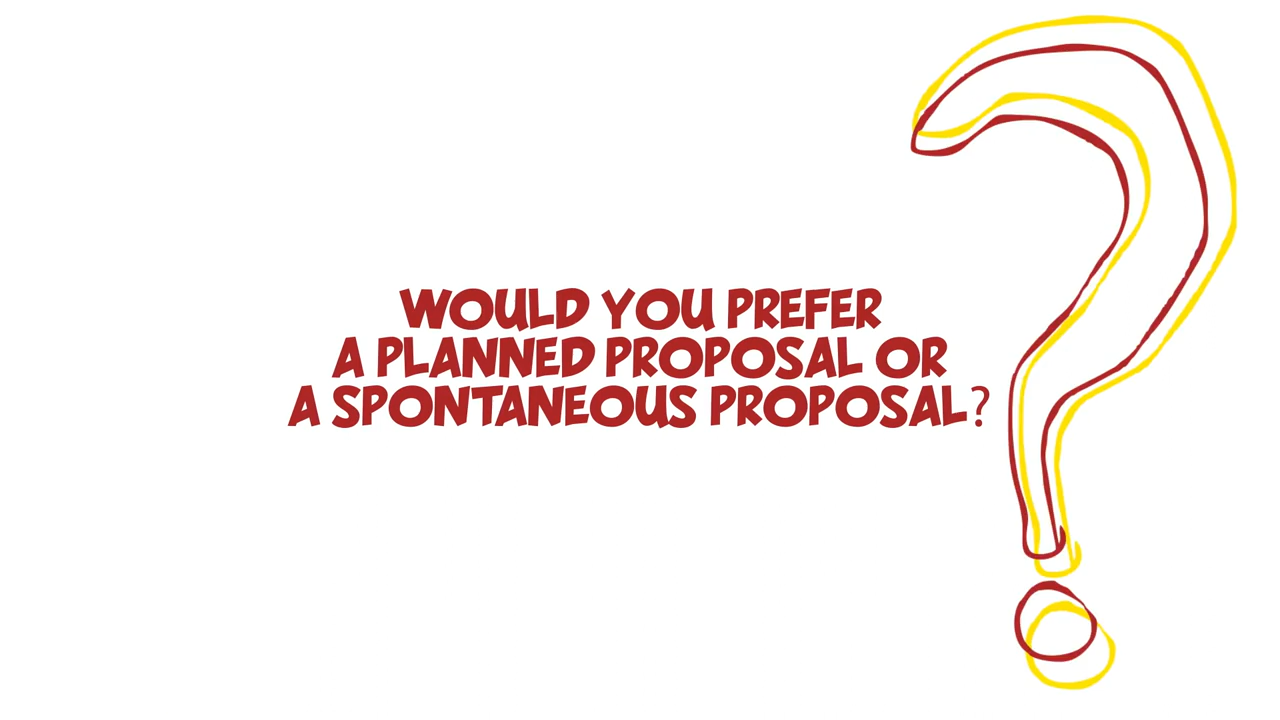 WOULD YOU PREFER
A PLANNED PROPOSAL OR
A SPONTANEOUS PROPOSAL?